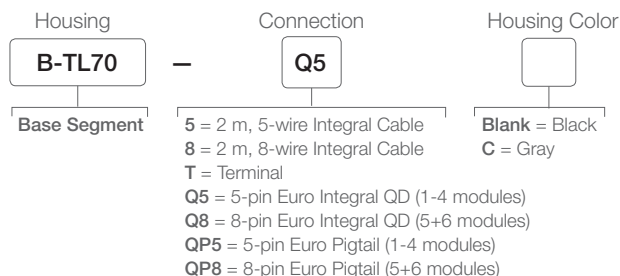 Housing Connection Housing Color
B-TL70 – Q5
Base Segment
5 = 2 m, 5-wire Integral Cable
8 = 2 m, 8-wire Integral Cable
T = Terminal
Q5 = 5-pin Euro Integral QD (1-4 modules)
Q8 = 8-pin Euro Integral QD (5+6 modules)
QP5 = 5-pin Euro Pigtail (1-4 modules)
QP8 = 8-pin Euro Pigtail (5+6 modules)
Blank = Black
C = Gray